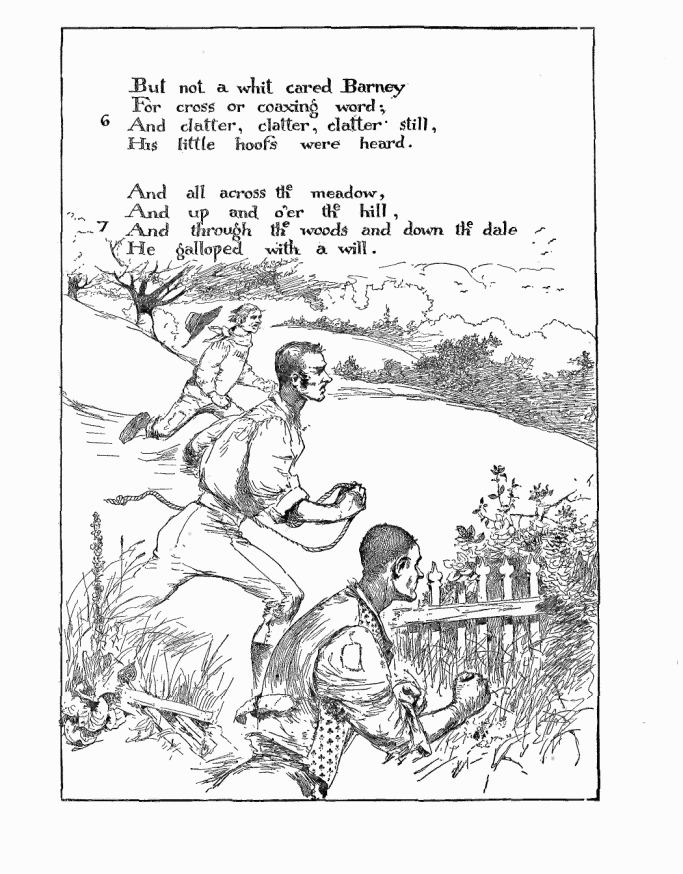 But not a whit cared Barney
For cross or coaxing word;
6 And clatter, clatter, clatter still,
His little hoofs were heard.
And all across the meadow,
And up and o'er the hill,
7 And through the woods and down the dale
He galloped with a will.